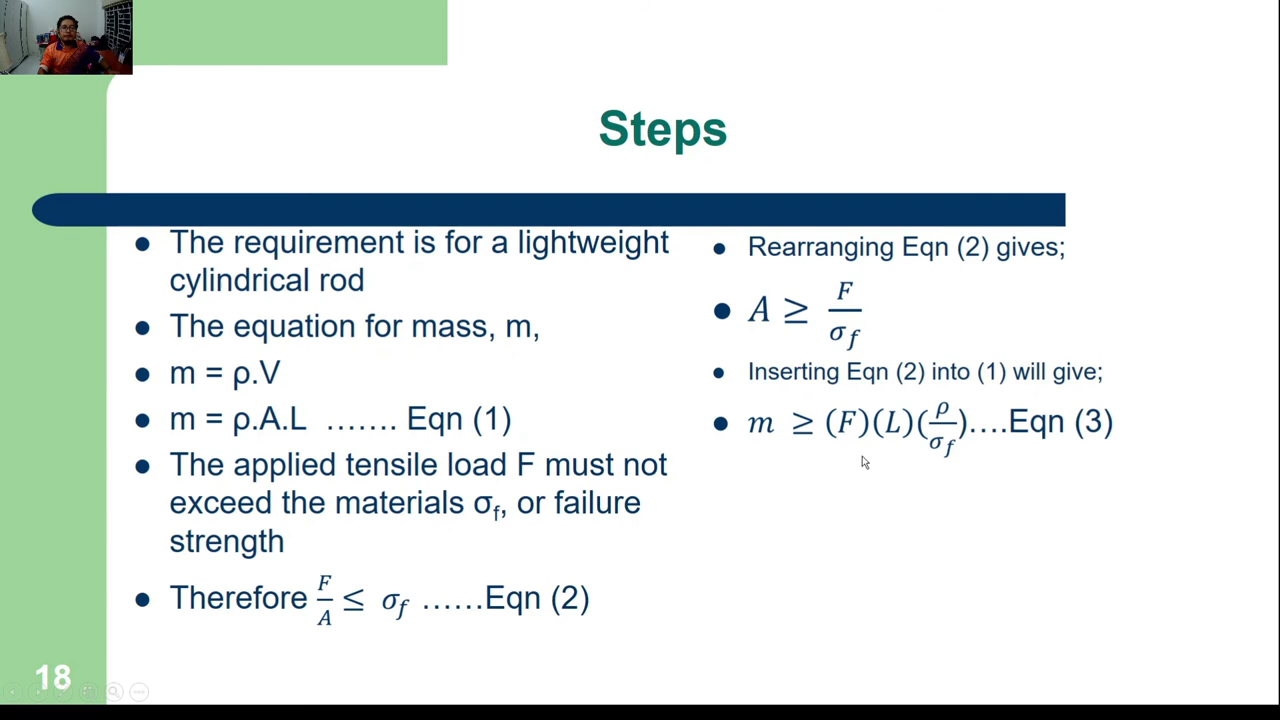 Steps
● The requirement is for a lightweight
cylindrical rod
● The equation for mass, m,
● m = ρ.V
● m = ρ.A.L ……. Eqn (1)
● The applied tensile load F must not
exceed the materials σf, or failure
strength
● Therefore F/A ≤ σf ……Eqn (2)
● Rearranging Eqn (2) gives;
● A ≥ F/σf
● Inserting Eqn (2) into (1) will give;
● m ≥ (F)(L)(ρ/σf)….Eqn (3)
18